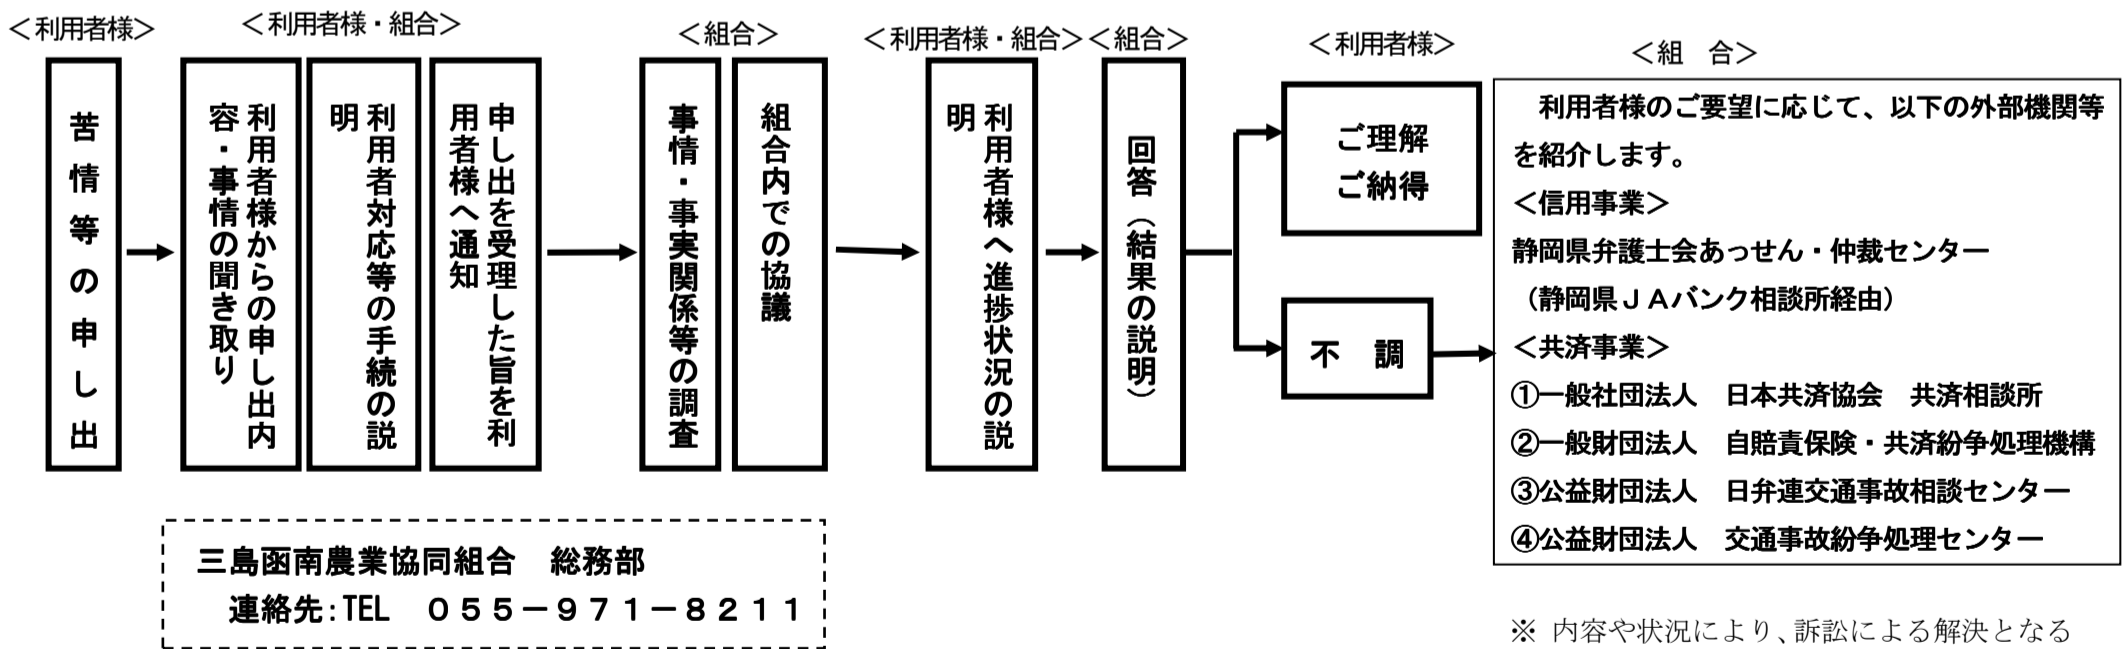 ＜利用者様＞
＜利用者様・組合＞
＜組合＞
＜利用者様・組合＞
＜組合＞
＜利用者様＞
＜組　合＞
苦情等の申し出
利用者様からの申し出内
容・事情の聞き取り
利用者対応等の手続の説
明
申し出を受理した旨を利
用者様へ通知
事情・事実関係等の調査
組合内での協議
利用者様へ進捗状況の説
明
回答（結果の説明）
ご理解
ご納得
不　調
利用者様のご要望に応じて、以下の外部機関等
を紹介します。
＜信用事業＞
静岡県弁護士会あっせん・仲裁センター
（静岡県ＪＡバンク相談所経由）
＜共済事業＞
①一般社団法人　日本共済協会　共済相談所
②一般財団法人　自賠責保険・共済紛争処理機構
③公益財団法人　日弁連交通事故相談センター
④公益財団法人　交通事故紛争処理センター
三島函南農業協同組合　総務部
連絡先：TEL　０５５－９７１－８２１１
※ 内容や状況により、訴訟による解決となる